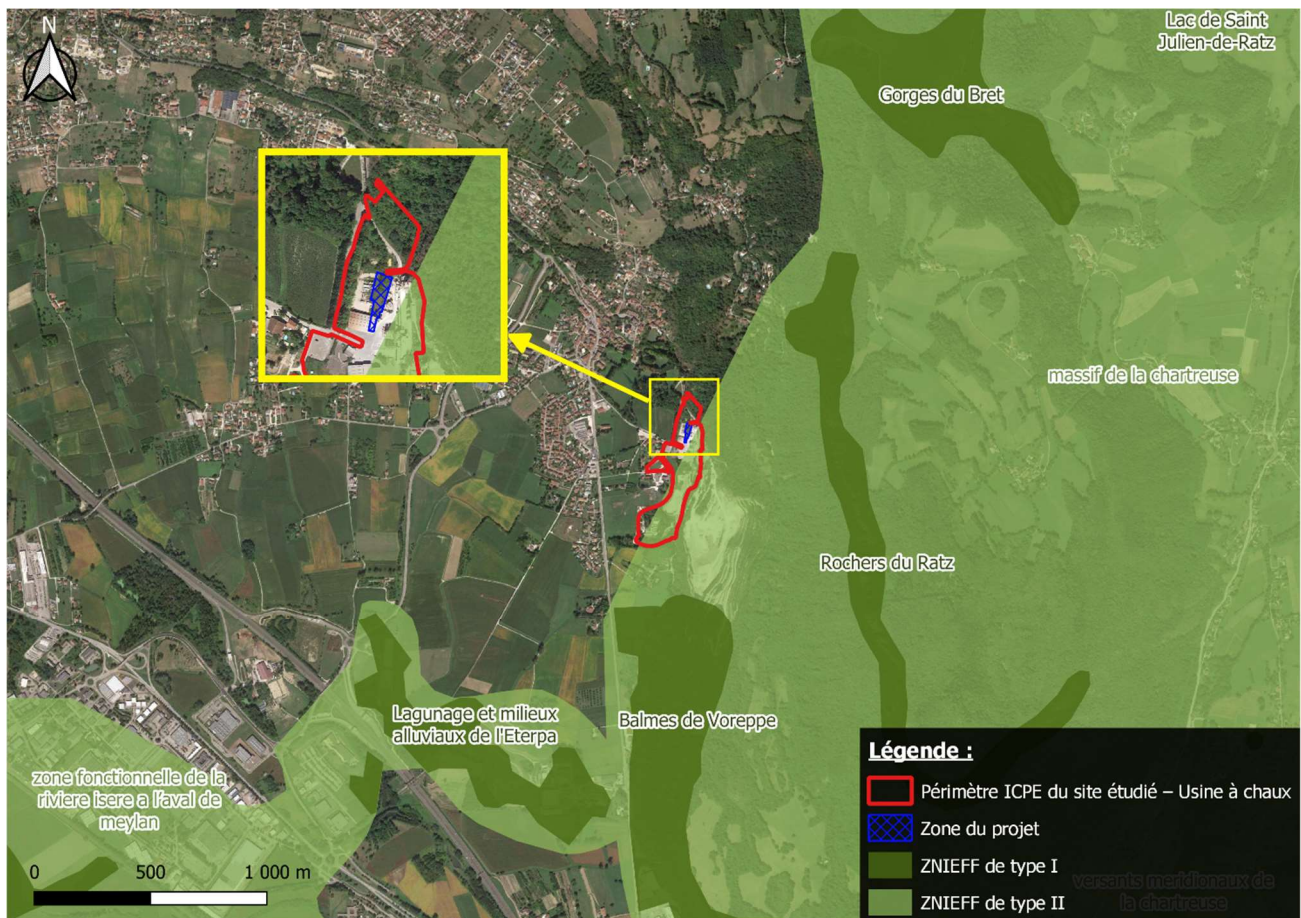 N
Lac de Saint
Julien-de-Ratz
Gorges du Bret
massif de la chartreuse
Rochers du Ratz
Lagunage et milieux
alluviaux de l'Eterpa
Balmes de Voreppe
zone fonctionnelle de la
riviere isere a l'aval de
meylan
0 500 1 000 m
Légende :
Périmètre ICPE du site étudié – Usine à chaux
Zone du projet
ZNIEFF de type I
ZNIEFF de type II
versants meridionaux de
la chartreuse